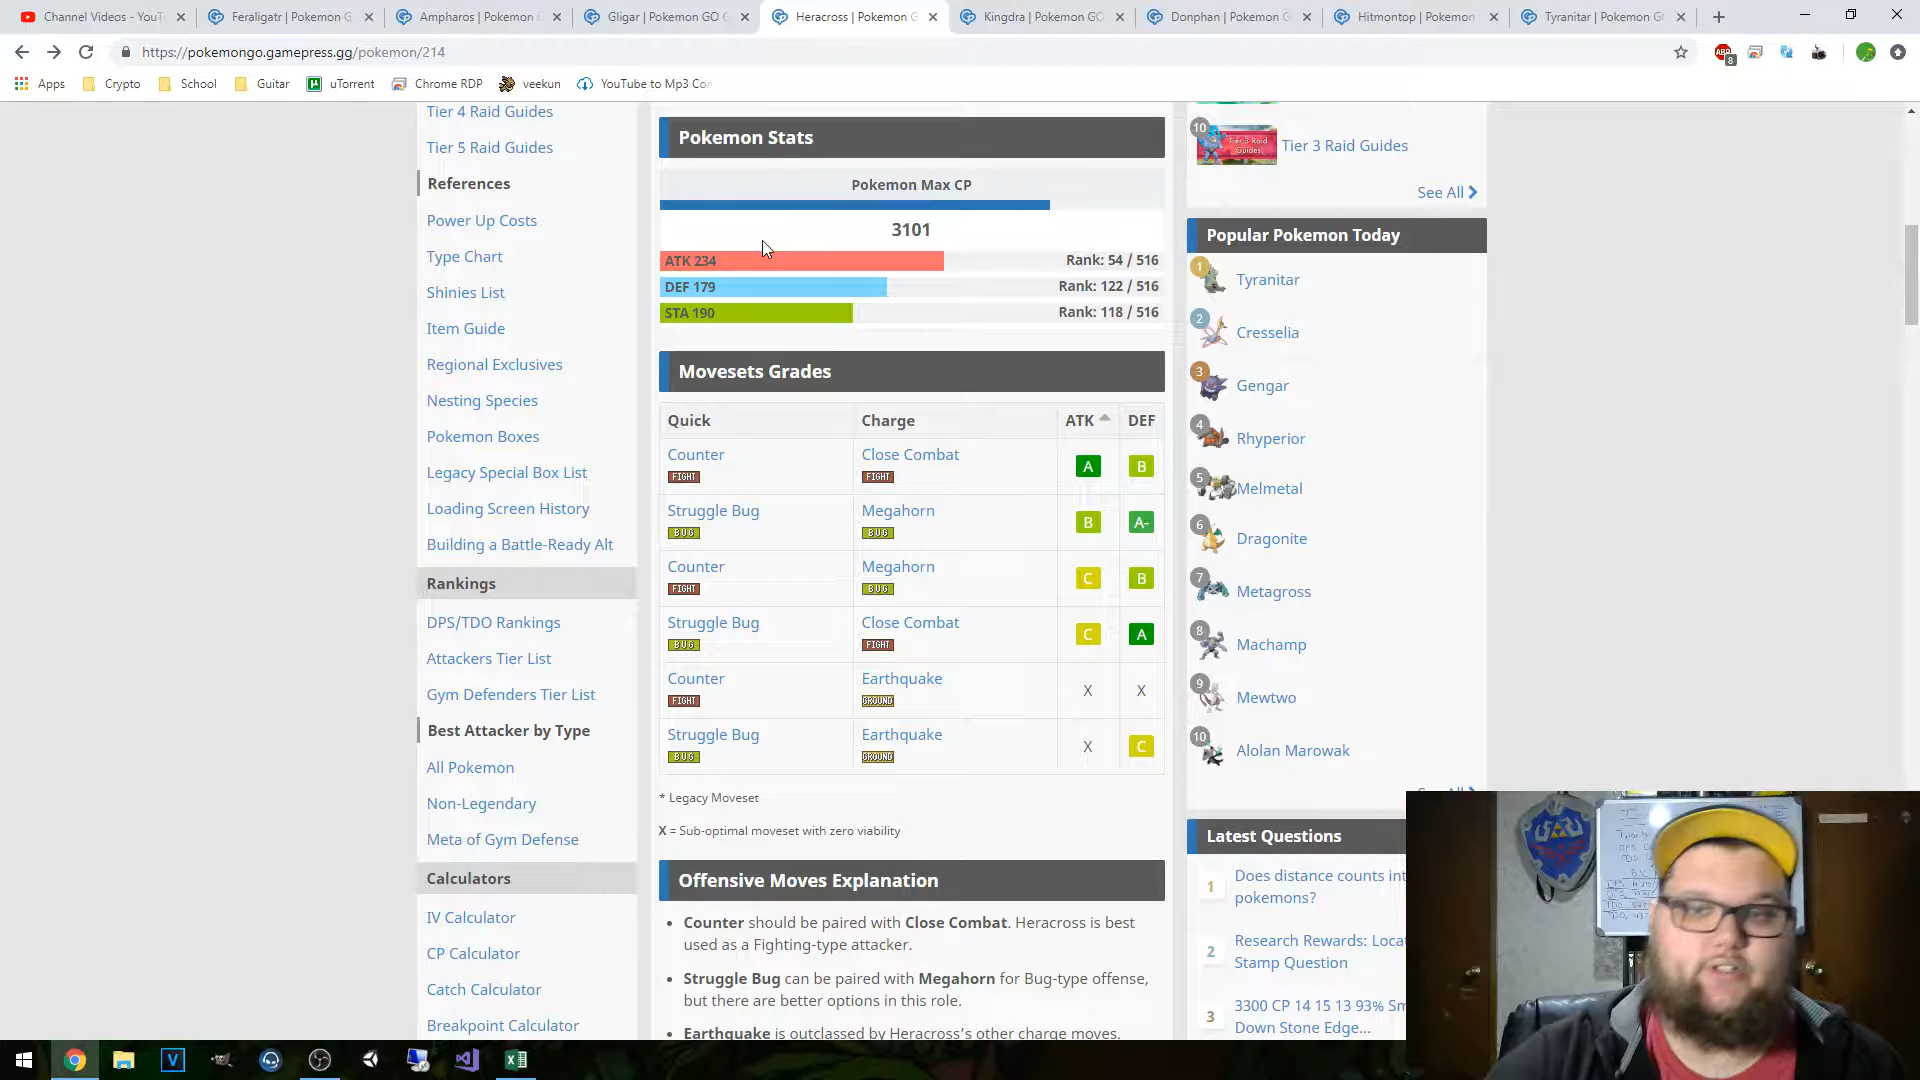 Channel Videos - YouT
Feraligatr | Pokemon G
Ampharos | Pokemon
Gligar | Pokemon GO G
Heracross | Pokemon G
Kingdra | Pokemon GO
Donphan | Pokemon G
Hitmontop | Pokemon
Tyranitar | Pokemon G
https://pokemongo.gamepress.gg/pokemon/214
ABP
8
Apps
Crypto
School
Guitar
uTorrent
Chrome RDP
veekun
YouTube to Mp3 Con
Tier 4 Raid Guides
Tier 5 Raid Guides
References
Power Up Costs
Type Chart
Shinies List
Item Guide
Regional Exclusives
Nesting Species
Pokemon Boxes
Legacy Special Box List
Loading Screen History
Building a Battle-Ready Alt
Rankings
DPS/TDO Rankings
Attackers Tier List
Gym Defenders Tier List
Best Attacker by Type
All Pokemon
Non-Legendary
Meta of Gym Defense
Calculators
IV Calculator
CP Calculator
Catch Calculator
Breakpoint Calculator
Pokemon Stats
Pokemon Max CP
3101
ATK 234 Rank: 54 / 516
DEF 179 Rank: 122 / 516
STA 190 Rank: 118 / 516
Movesets Grades
Quick Charge ATK DEF
Counter Close Combat A B
FIGHT FIGHT
Struggle Bug Megahorn B A-
BUG BUG
Counter Megahorn C B
FIGHT BUG
Struggle Bug Close Combat C A
BUG FIGHT
Counter Earthquake X X
FIGHT GROUND
Struggle Bug Earthquake X C
BUG GROUND
* Legacy Moveset
X = Sub-optimal moveset with zero viability
Offensive Moves Explanation
• Counter should be paired with Close Combat. Heracross is best
used as a Fighting-type attacker.
• Struggle Bug can be paired with Megahorn for Bug-type offense,
but there are better options in this role.
• Earthquake is outclassed by Heracross's other charge moves.
10
Tier 3 Raid Guides
Tier 3 Raid Guides
See All
Popular Pokemon Today
1 Tyranitar
2 Cresselia
3 Gengar
4 Rhyperior
5 Melmetal
6 Dragonite
7 Metagross
8 Machamp
9 Mewtwo
10 Alolan Marowak
Latest Questions
1 Does distance counts int
pokemons?
2 Research Rewards: Locat
Stamp Question
3 3300 CP 14 15 13 93% Sm
Down Stone Edge...